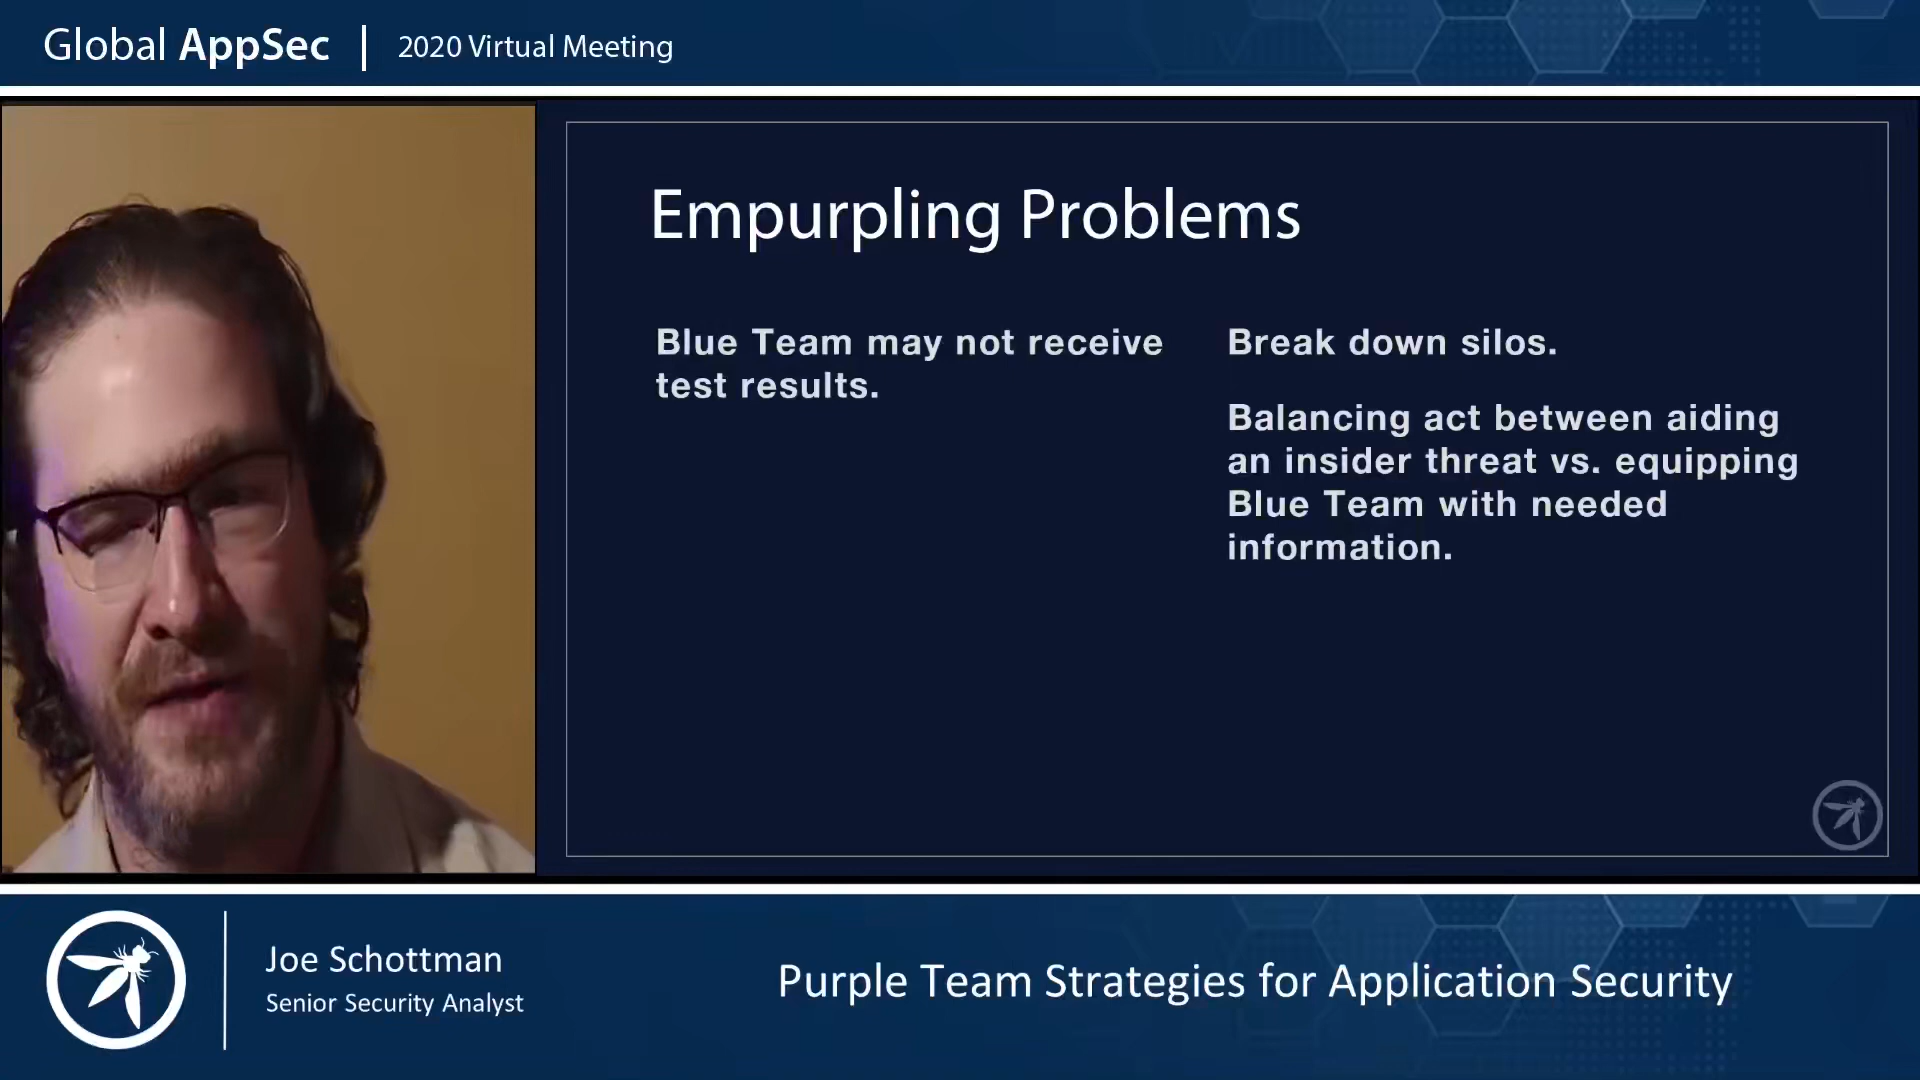 Global AppSec | 2020 Virtual Meeting
Empurpling Problems
Blue Team may not receive
test results.
Break down silos.
Balancing act between aiding
an insider threat vs. equipping
Blue Team with needed
information.
Joe Schottman
Senior Security Analyst
Purple Team Strategies for Application Security